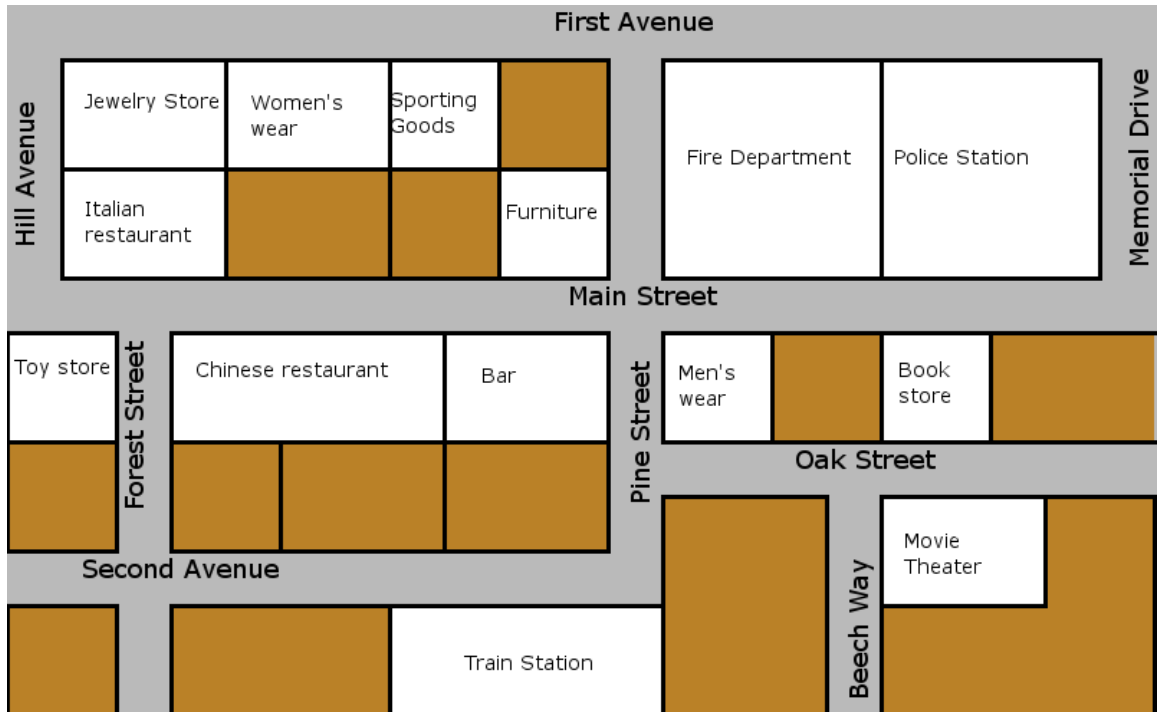 First Avenue
Jewelry Store
Women's
wear
Sporting
Goods
Fire Department
Police Station
Memorial Drive
Hill Avenue
Italian
restaurant
Furniture
Main Street
Toy store
Forest Street
Chinese restaurant
Bar
Pine Street
Men's
wear
Book
store
Oak Street
Second Avenue
Movie
Theater
Beech Way
Train Station